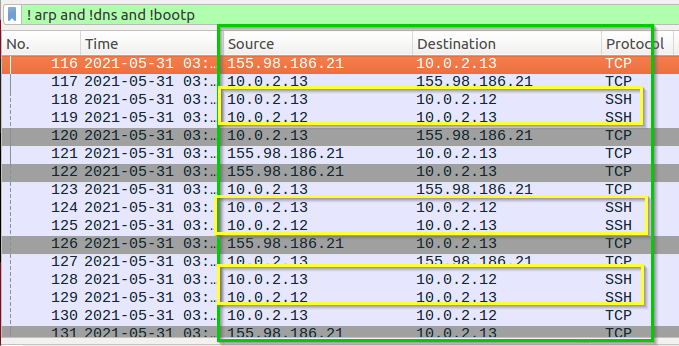 ! arp and !dns and !bootp
No. Time Source Destination Protocol
116 2021-05-31 03:… 155.98.186.21 10.0.2.13 TCP
117 2021-05-31 03:… 10.0.2.13 155.98.186.21 TCP
118 2021-05-31 03:… 10.0.2.13 10.0.2.12 SSH
119 2021-05-31 03:… 10.0.2.12 10.0.2.13 SSH
120 2021-05-31 03:… 10.0.2.13 155.98.186.21 TCP
121 2021-05-31 03:… 155.98.186.21 10.0.2.13 TCP
122 2021-05-31 03:… 155.98.186.21 10.0.2.13 TCP
123 2021-05-31 03:… 10.0.2.13 155.98.186.21 TCP
124 2021-05-31 03:… 10.0.2.13 10.0.2.12 SSH
125 2021-05-31 03:… 10.0.2.12 10.0.2.13 SSH
126 2021-05-31 03:… 155.98.186.21 10.0.2.13 TCP
127 2021-05-31 03:… 10.0.2.13 155.98.186.21 TCP
128 2021-05-31 03:… 10.0.2.13 10.0.2.12 SSH
129 2021-05-31 03:… 10.0.2.12 10.0.2.13 SSH
130 2021-05-31 03:… 10.0.2.13 10.0.2.12 TCP
131 2021-05-31 03:… 155.98.186.21 10.0.2.13 TCP